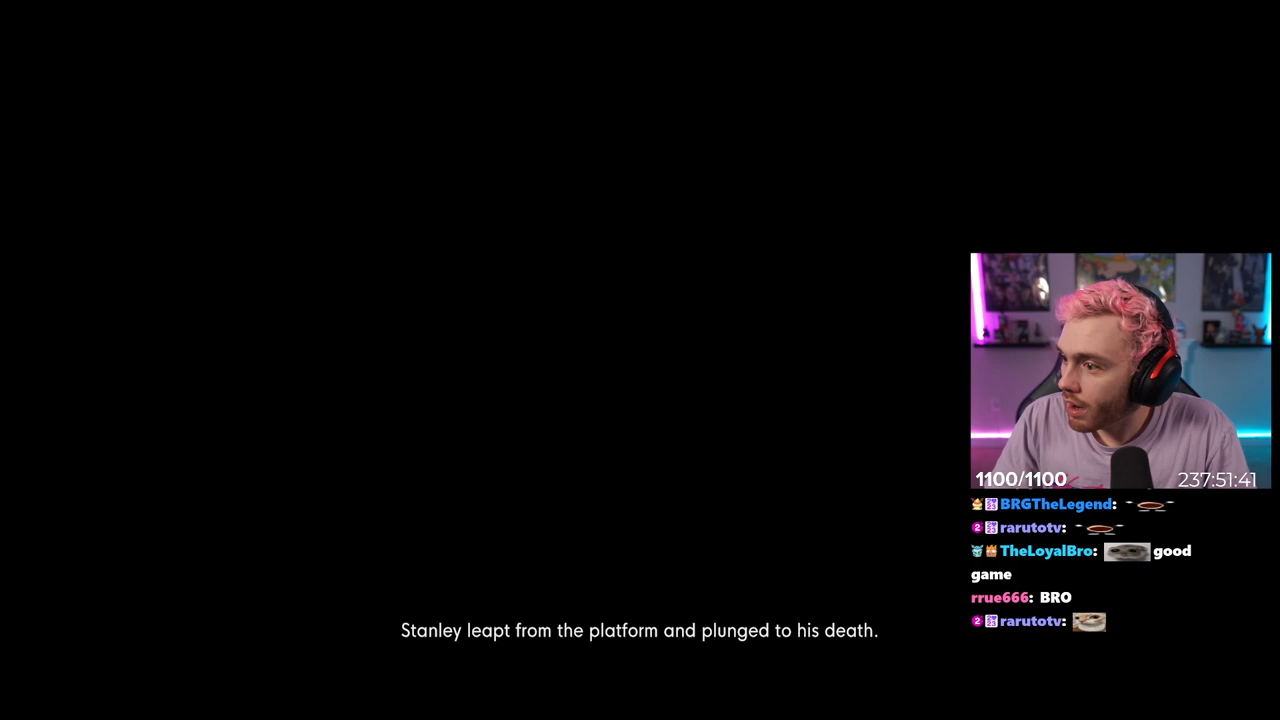 1100/1100
237:51:41
BRGTheLegend:
rarutotv:
TheLoyalBro: good
game
rrue666: BRO
rarutotv:
Stanley leapt from the platform and plunged to his death.